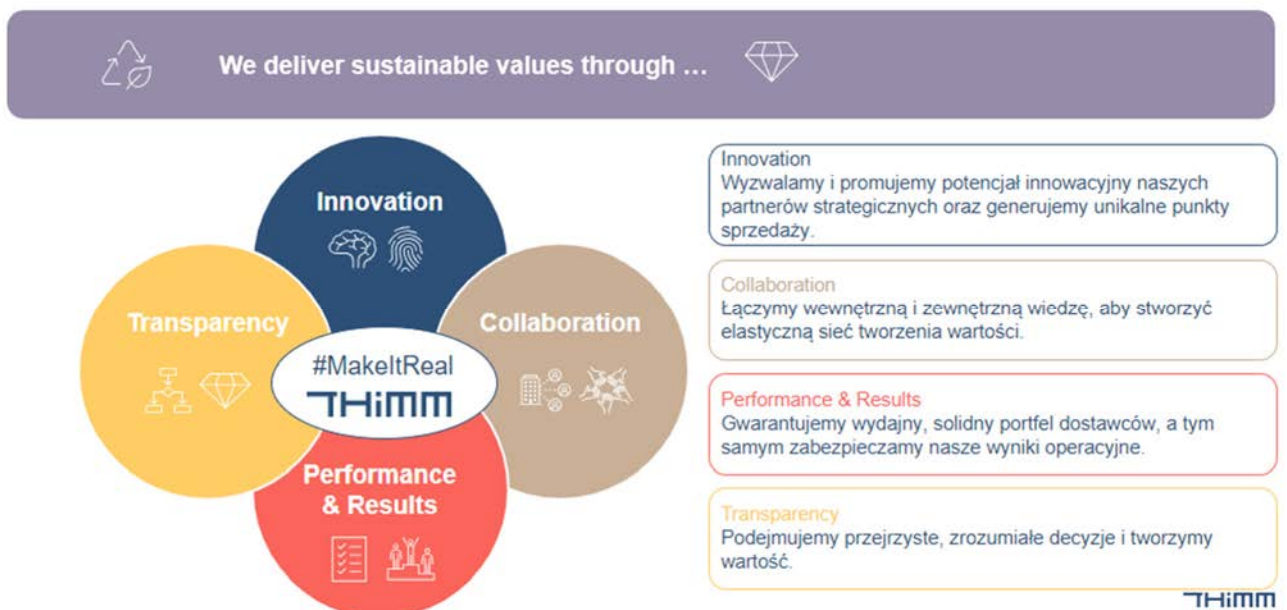 We deliver sustainable values through ...
Innovation
Transparency
Collaboration
#MakeItReal
THiMM
Performance
& Results
Innovation
Wyzwalamy i promujemy potencjał innowacyjny naszych
partnerów strategicznych oraz generujemy unikalne punkty
sprzedaży.
Collaboration
Łączymy wewnętrzną i zewnętrzną wiedzę, aby stworzyć
elastyczną sieć tworzenia wartości.
Performance & Results
Gwarantujemy wydajny, solidny portfel dostawców, a tym
samym zabezpieczamy nasze wyniki operacyjne.
Transparency
Podejmujemy przejrzyste, zrozumiałe decyzje i tworzymy
wartość.
THiMM